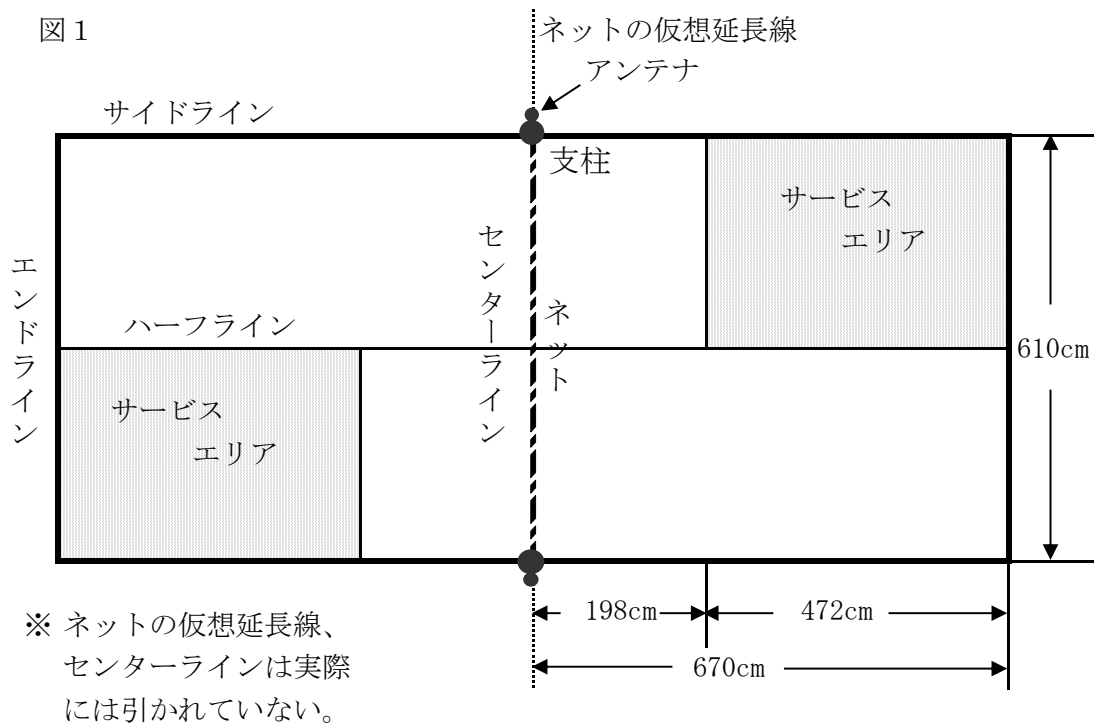 図１
ネットの仮想延長線
アンテナ
サイドライン
支柱
サービス
エリア
センターライン
ネット
エンドライン
ハーフライン
610cm
サービス
エリア
198cm
472cm
670cm
※ ネットの仮想延長線、
センターラインは実際
には引かれていない。